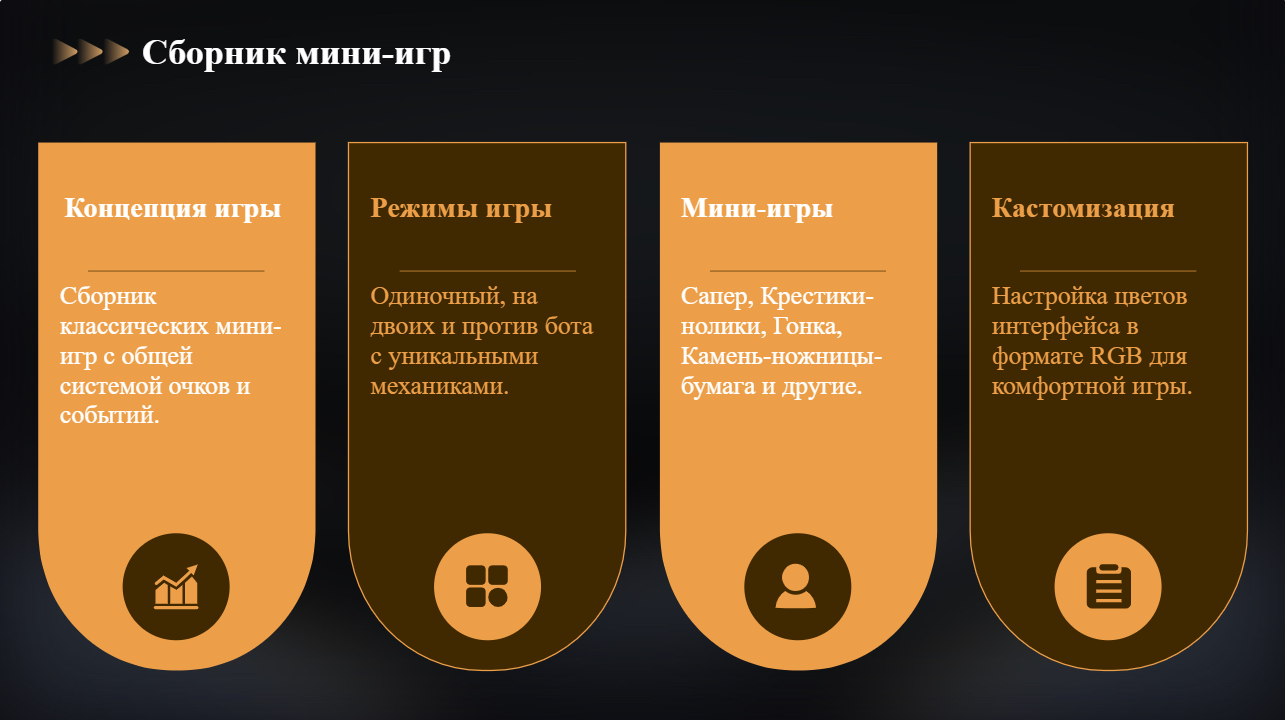 Сборник мини-игр
Концепция игры
Сборник
классических мини-
игр с общей
системой очков и
событий.
Режимы игры
Одиночный, на
двоих и против бота
с уникальными
механиками.
Мини-игры
Сапер, Крестики-
нолики, Гонка,
Камень-ножницы-
бумага и другие.
Кастомизация
Настройка цветов
интерфейса в
формате RGB для
комфортной игры.